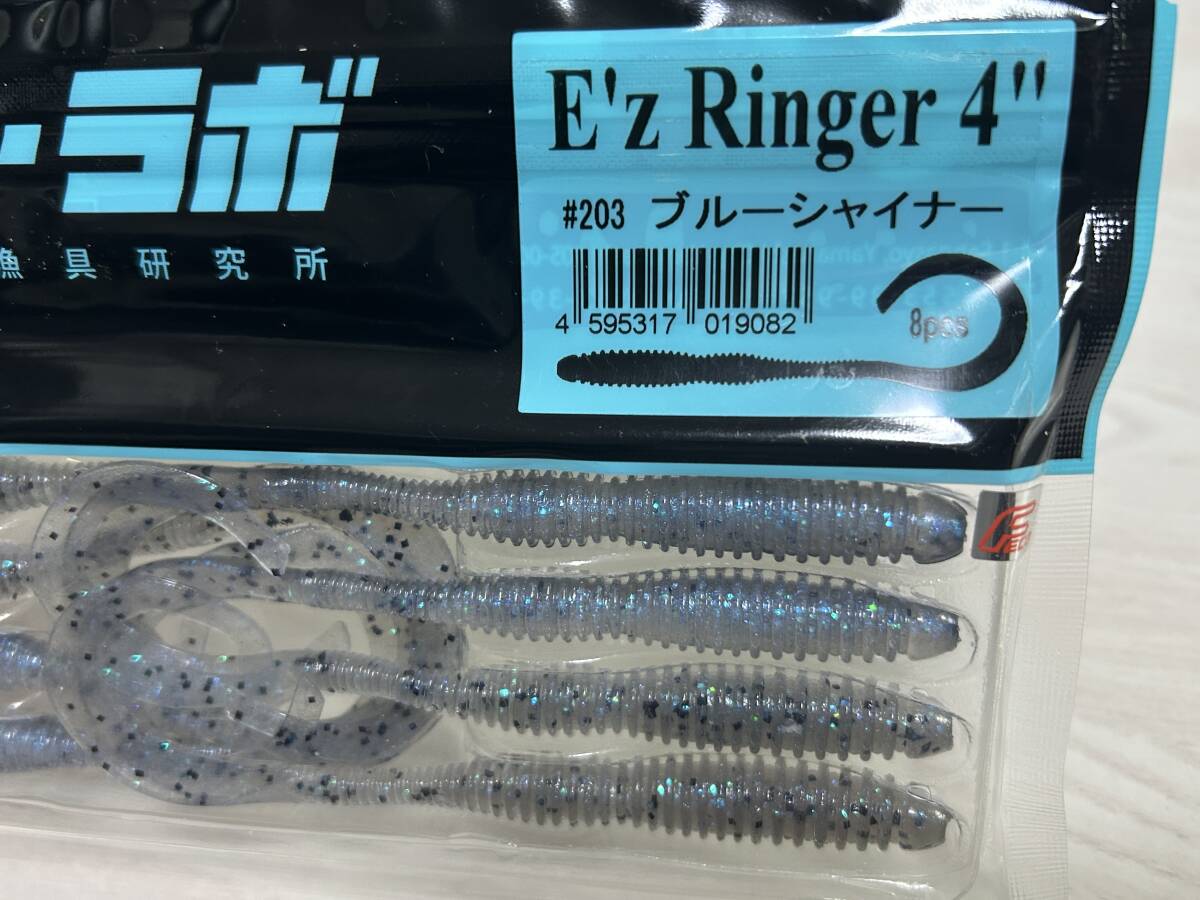 ラボ
具研究所
E'z Ringer 4"
#203 ブルーシャイナー
4 595317 019082
8pcs